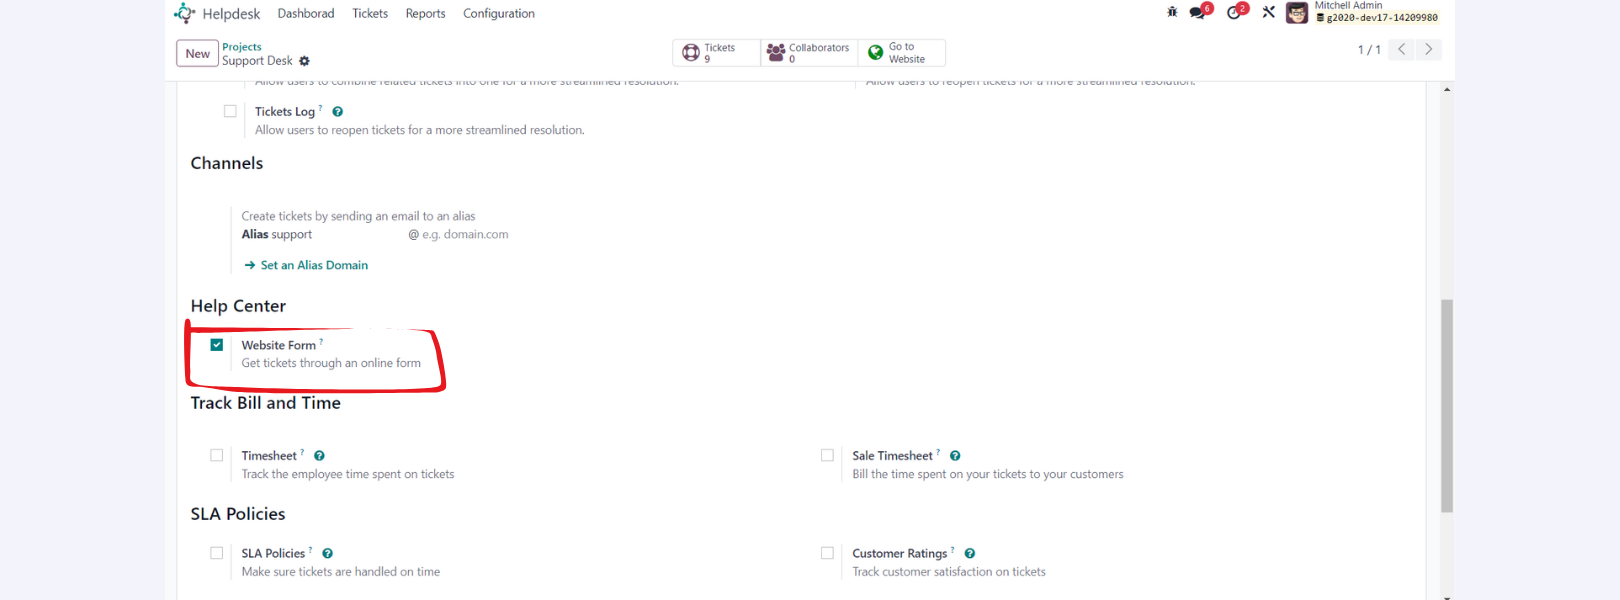 Helpdesk Dashborad Tickets Reports Configuration
6
2
Mitchell Admin
g2020-dev17-14209980
New
Projects
Support Desk
Tickets
9
Collaborators
0
Go to
Website
1 / 1
Allow users to combine related tickets into one for a more streamlined resolution.
Allow users to reopen tickets for a more streamlined resolution.
Tickets Log ? ?
Allow users to reopen tickets for a more streamlined resolution.
Channels
Create tickets by sending an email to an alias
Alias support @ e.g. domain.com
→ Set an Alias Domain
Help Center
Website Form ?
Get tickets through an online form
Track Bill and Time
Timesheet ? ?
Track the employee time spent on tickets
Sale Timesheet ? ?
Bill the time spent on your tickets to your customers
SLA Policies
SLA Policies ? ?
Make sure tickets are handled on time
Customer Ratings ? ?
Track customer satisfaction on tickets